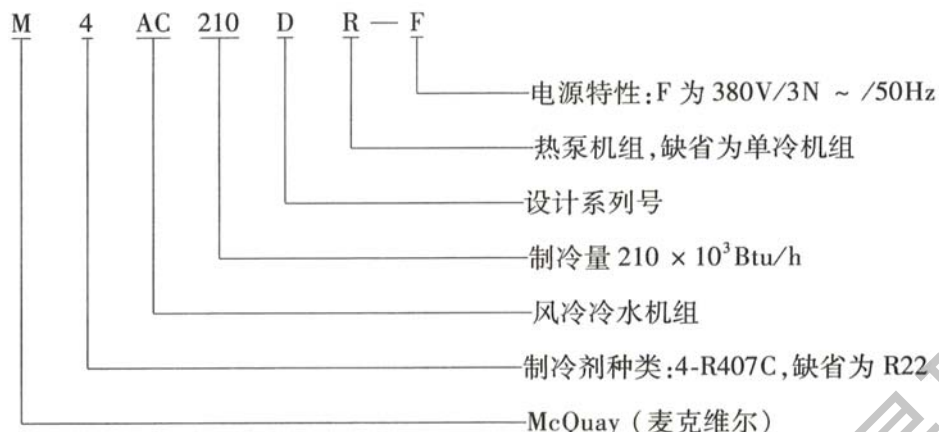 M 4 AC 210 D R — F
电源特性:F 为 380V/3N ~ /50Hz
热泵机组,缺省为单冷机组
设计系列号
制冷量 210 × 10³Btu/h
风冷冷水机组
制冷剂种类:4-R407C,缺省为 R22
McQuay (麦克维尔)